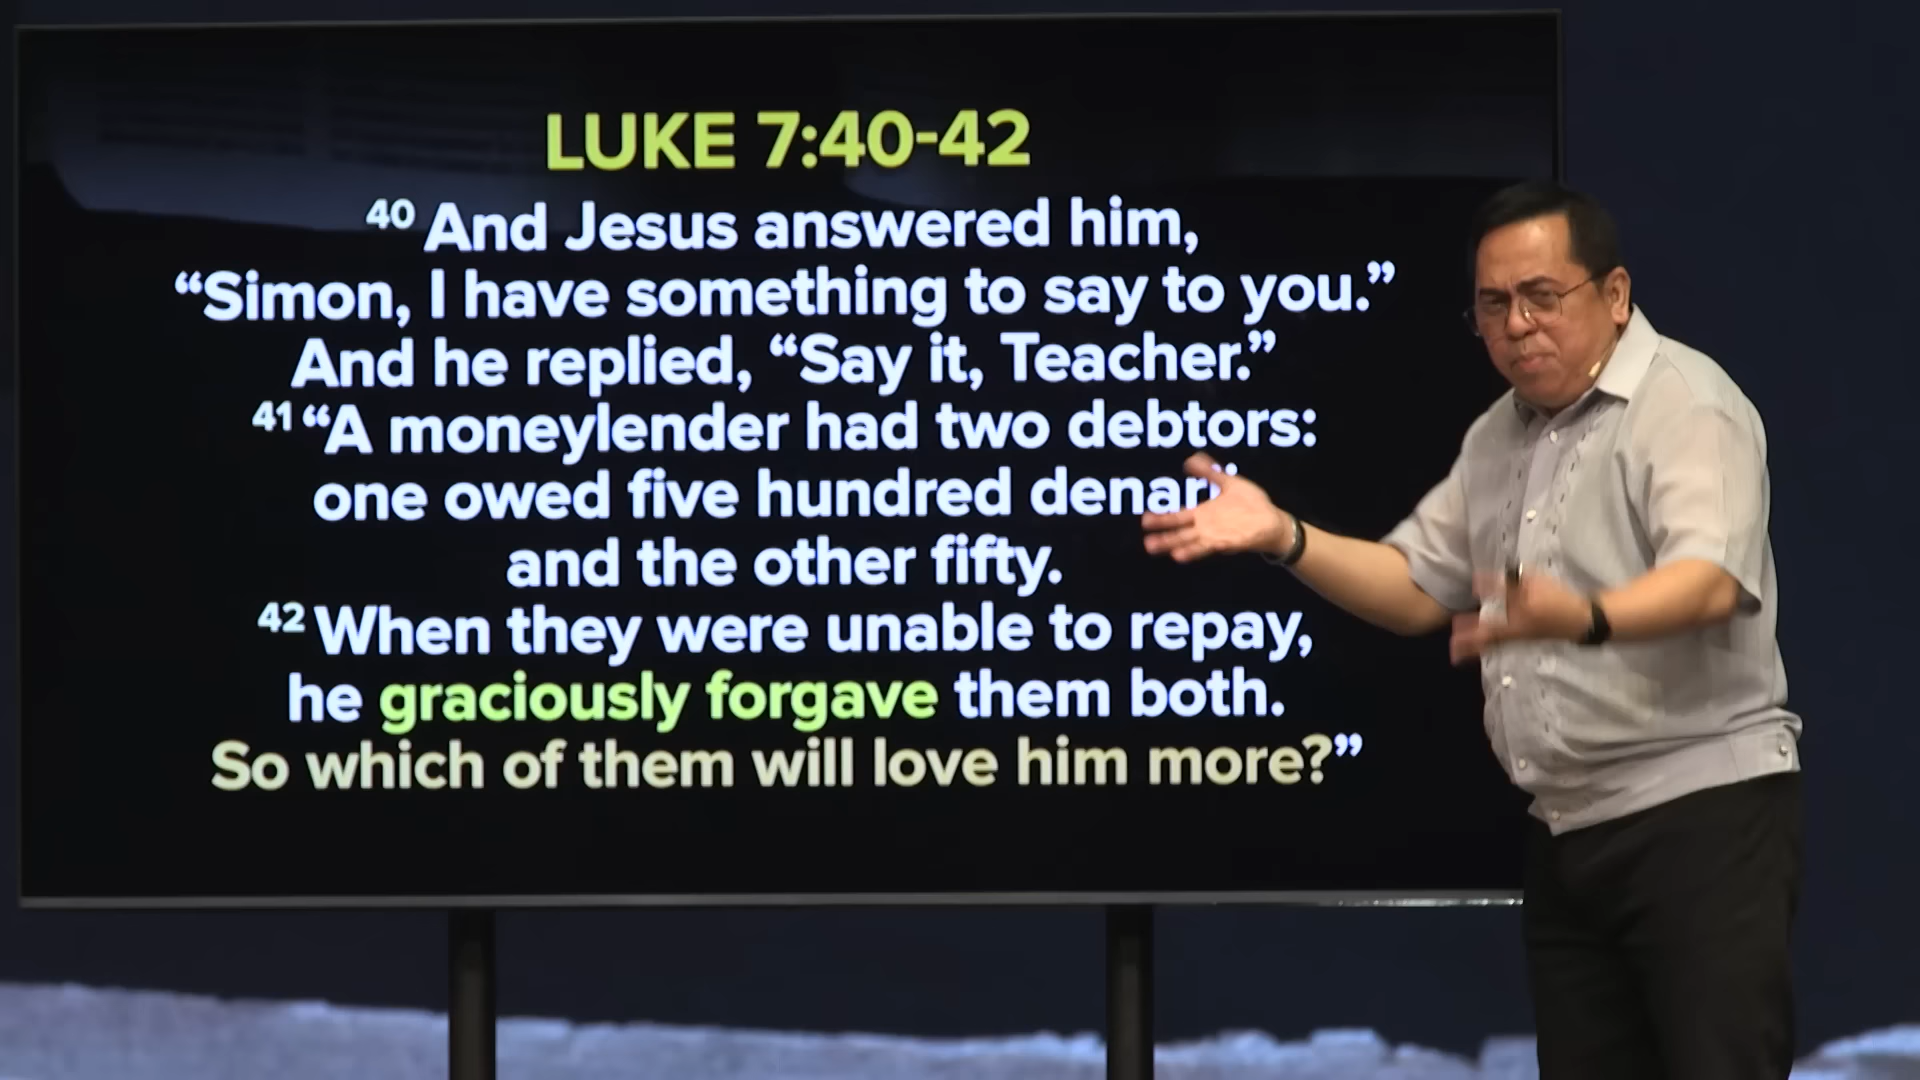 LUKE 7:40-42
40 And Jesus answered him,
“Simon, I have something to say to you.”
And he replied, “Say it, Teacher.”
41 “A moneylender had two debtors:
one owed five hundred denarii
and the other fifty.
42 When they were unable to repay,
he graciously forgave them both.
So which of them will love him more?”